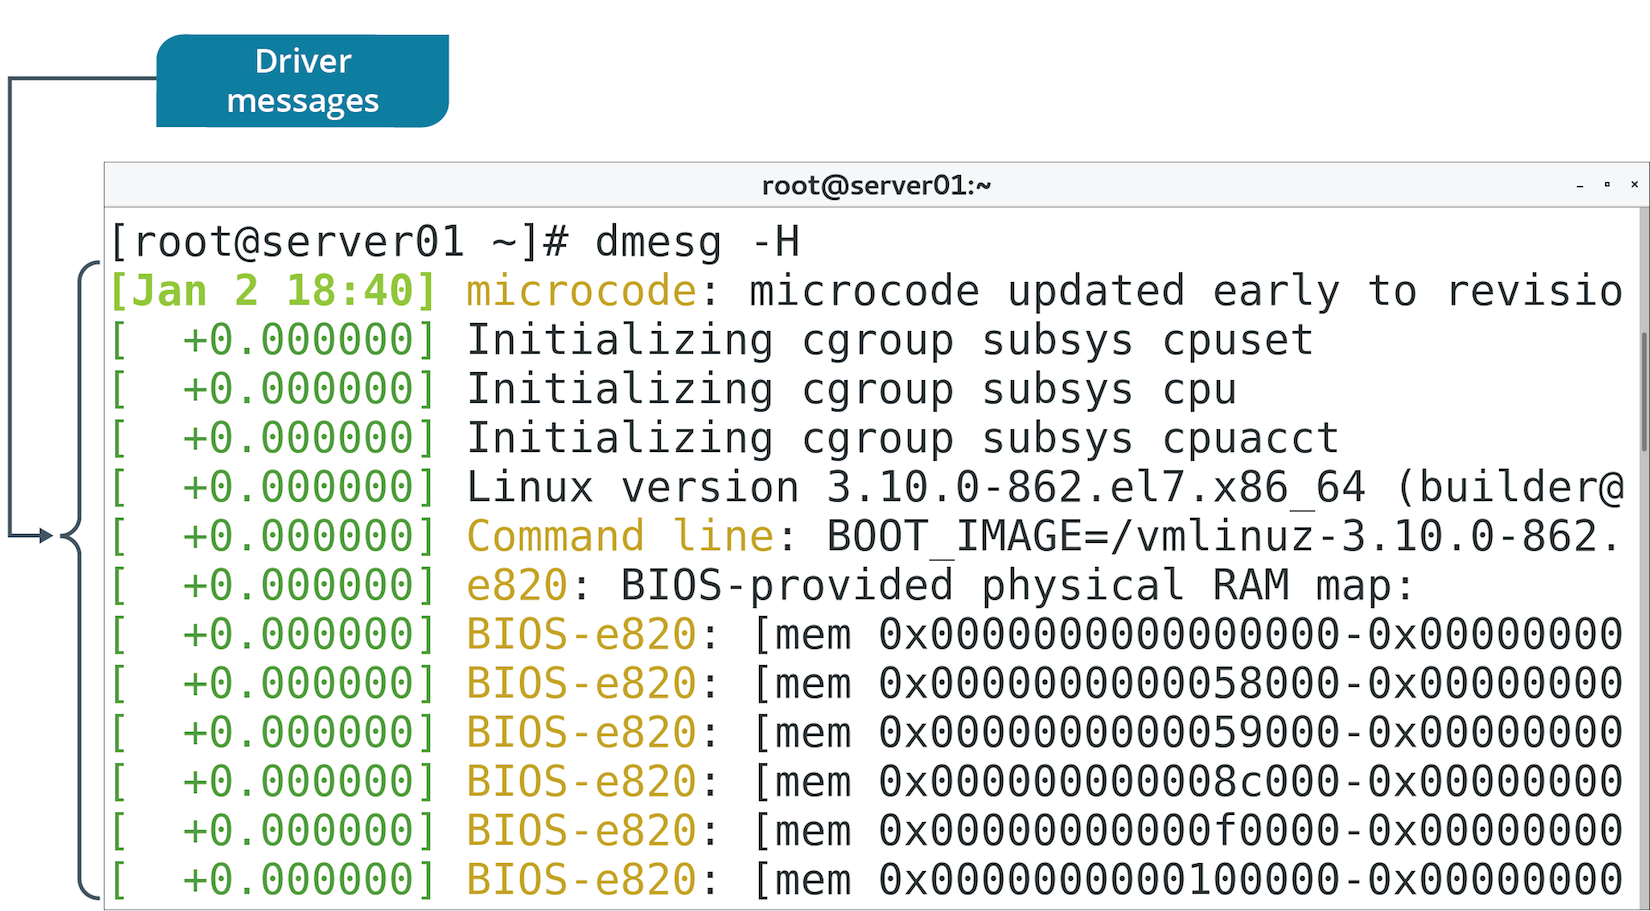 Driver
messages
root@server01:~
[root@server01 ~]# dmesg -H
[Jan 2 18:40] microcode: microcode updated early to revisio
[  +0.000000] Initializing cgroup subsys cpuset
[  +0.000000] Initializing cgroup subsys cpu
[  +0.000000] Initializing cgroup subsys cpuacct
[  +0.000000] Linux version 3.10.0-862.el7.x86_64 (builder@
[  +0.000000] Command line: BOOT_IMAGE=/vmlinuz-3.10.0-862.
[  +0.000000] e820: BIOS-provided physical RAM map:
[  +0.000000] BIOS-e820: [mem 0x0000000000000000-0x00000000
[  +0.000000] BIOS-e820: [mem 0x0000000000058000-0x00000000
[  +0.000000] BIOS-e820: [mem 0x0000000000059000-0x00000000
[  +0.000000] BIOS-e820: [mem 0x000000000008c000-0x00000000
[  +0.000000] BIOS-e820: [mem 0x00000000000f0000-0x00000000
[  +0.000000] BIOS-e820: [mem 0x0000000000100000-0x00000000